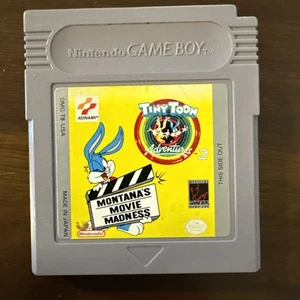 Nintendo GAME BOY TM
DMG-T8-USA
KONAMI
TINY TOON
Adventures 2
MONTANA'S
MOVIE
MADNESS
THIS SIDE OUT
MADE IN JAPAN
Nintendo